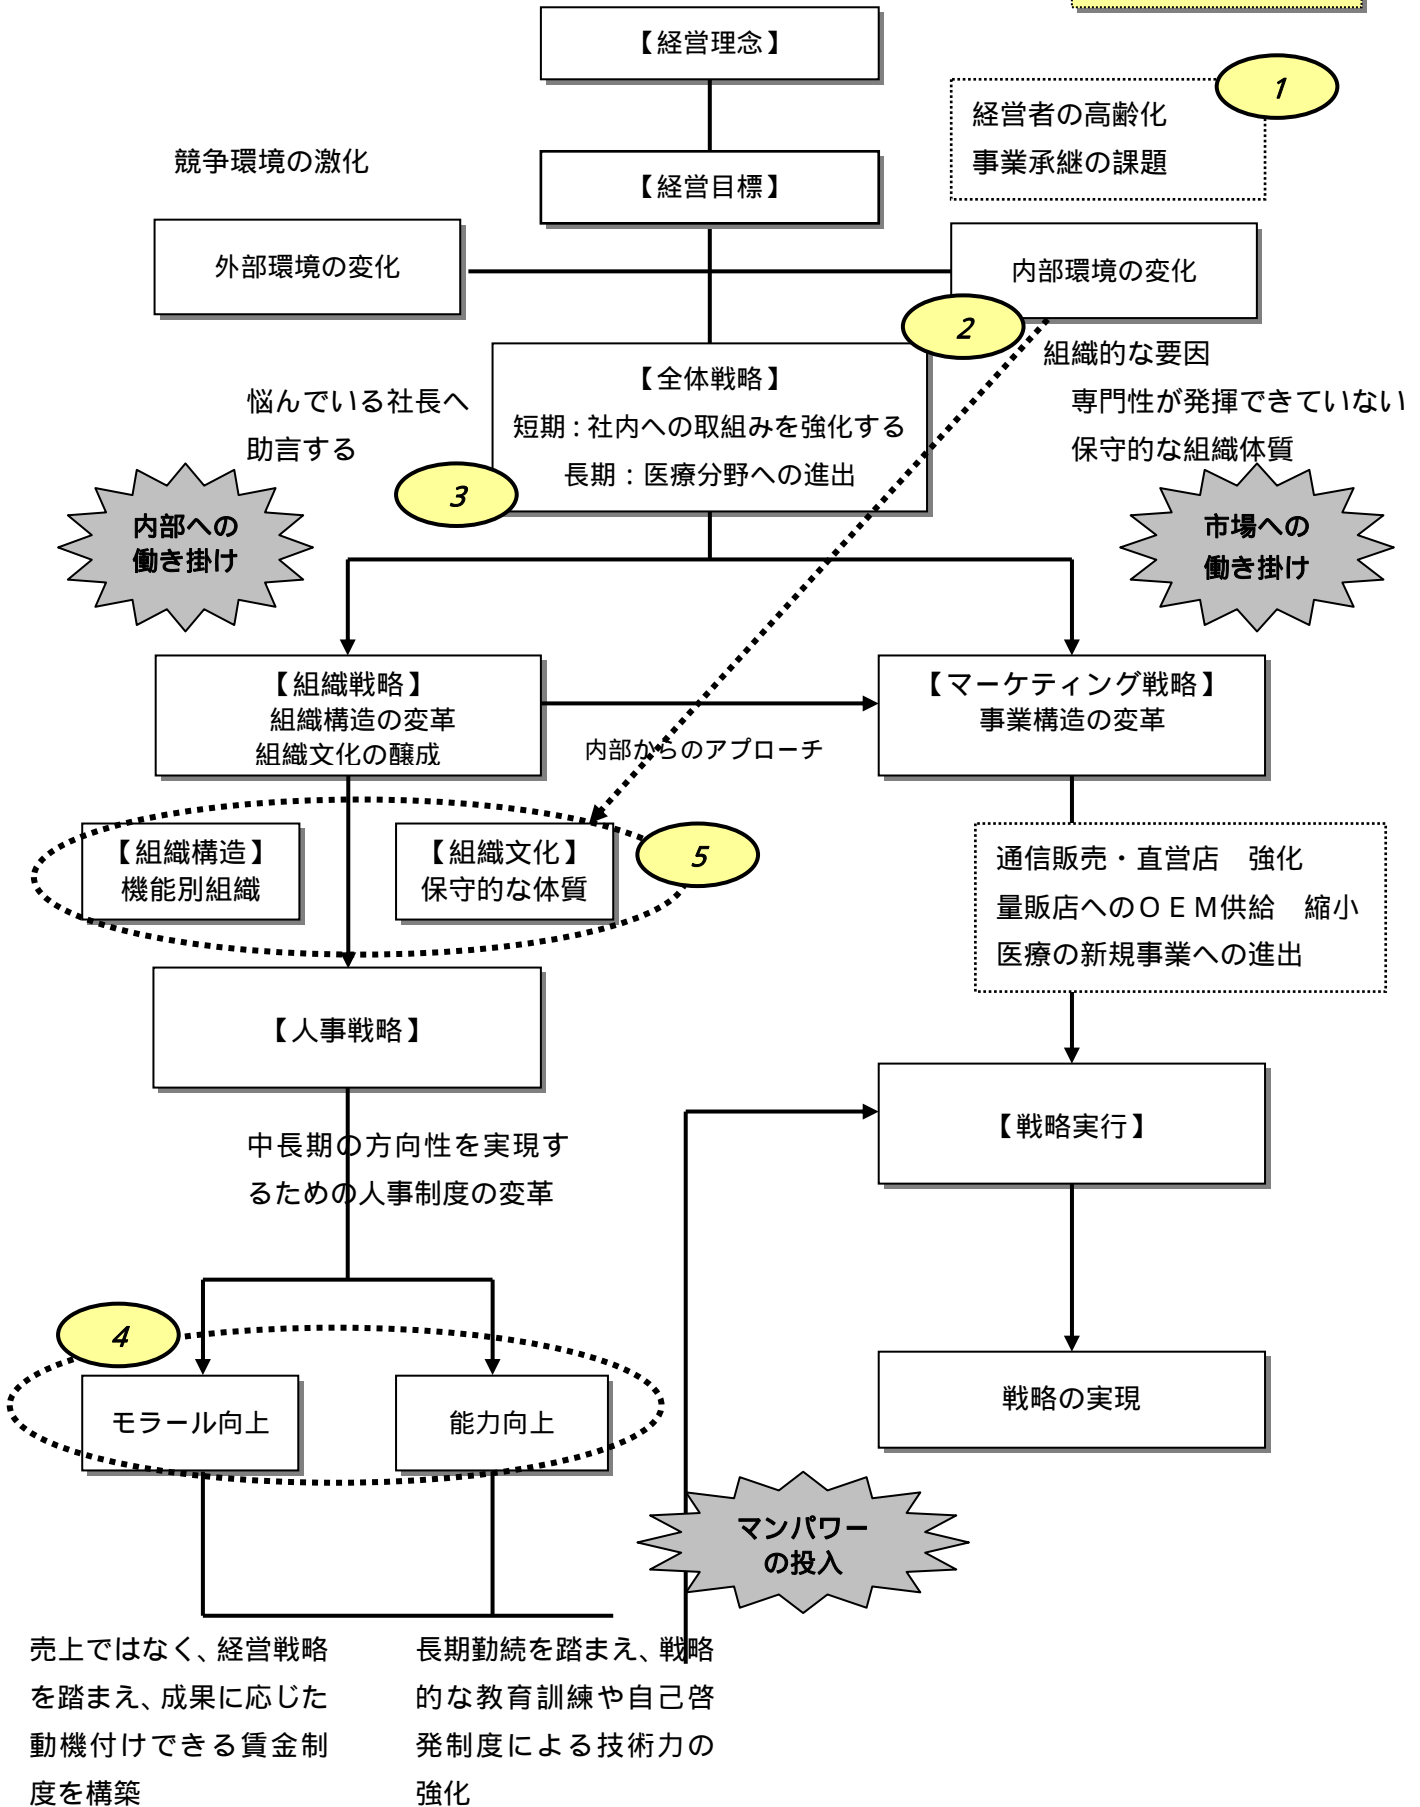 【経営理念】
1
経営者の高齢化
事業承継の課題
競争環境の激化
【経営目標】
外部環境の変化
内部環境の変化
2
組織的な要因
専門性が発揮できていない
保守的な組織体質
【全体戦略】
短期：社内への取組みを強化する
長期：医療分野への進出
悩んでいる社長へ
助言する
3
内部への
働き掛け
市場への
働き掛け
【組織戦略】
組織構造の変革
組織文化の醸成
【マーケティング戦略】
事業構造の変革
内部からのアプローチ
【組織構造】
機能別組織
【組織文化】
保守的な体質
5
通信販売・直営店　強化
量販店へのＯＥＭ供給　縮小
医療の新規事業への進出
【人事戦略】
【戦略実行】
中長期の方向性を実現す
るための人事制度の変革
4
モラール向上
能力向上
戦略の実現
マンパワー
の投入
売上ではなく、経営戦略
を踏まえ、成果に応じた
動機付けできる賃金制
度を構築
長期勤続を踏まえ、戦略
的な教育訓練や自己啓
発制度による技術力の
強化